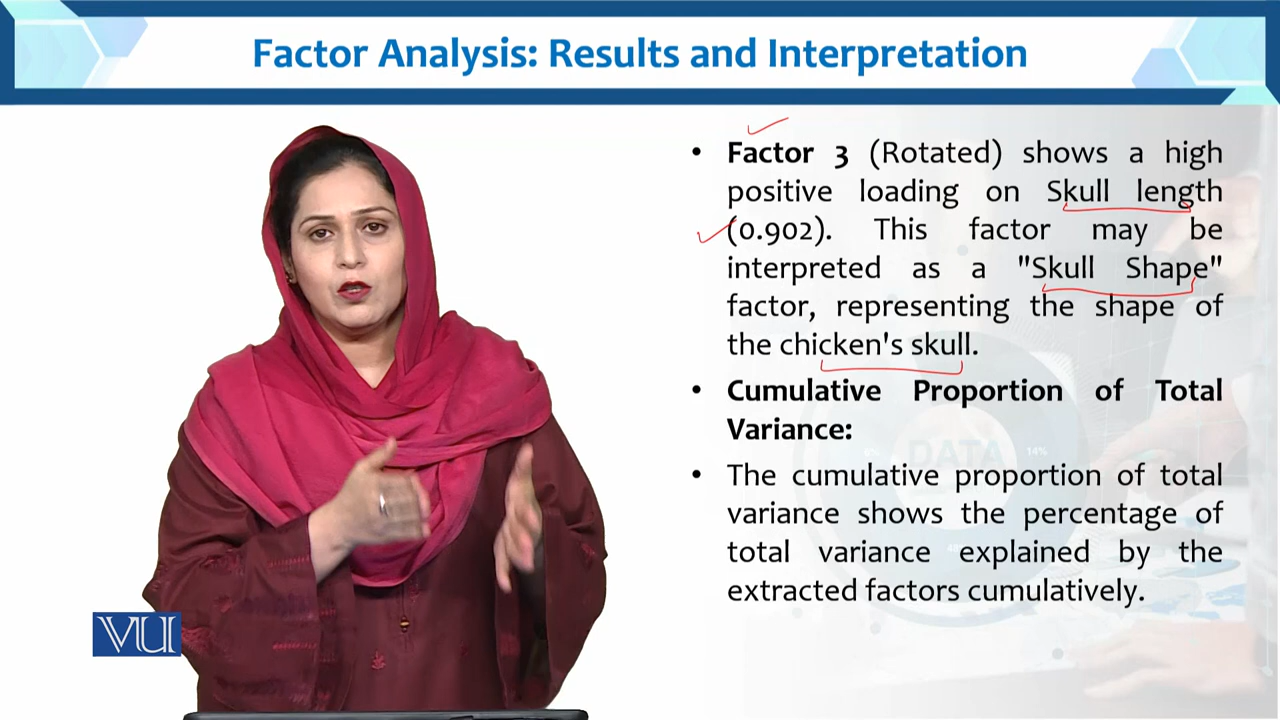 Factor Analysis: Results and Interpretation
• Factor 3 (Rotated) shows a high
positive loading on Skull length
(0.902). This factor may be
interpreted as a "Skull Shape"
factor, representing the shape of
the chicken's skull.
• Cumulative Proportion of Total
Variance:
• The cumulative proportion of total
variance shows the percentage of
total variance explained by the
extracted factors cumulatively.
DATA
14%
VU